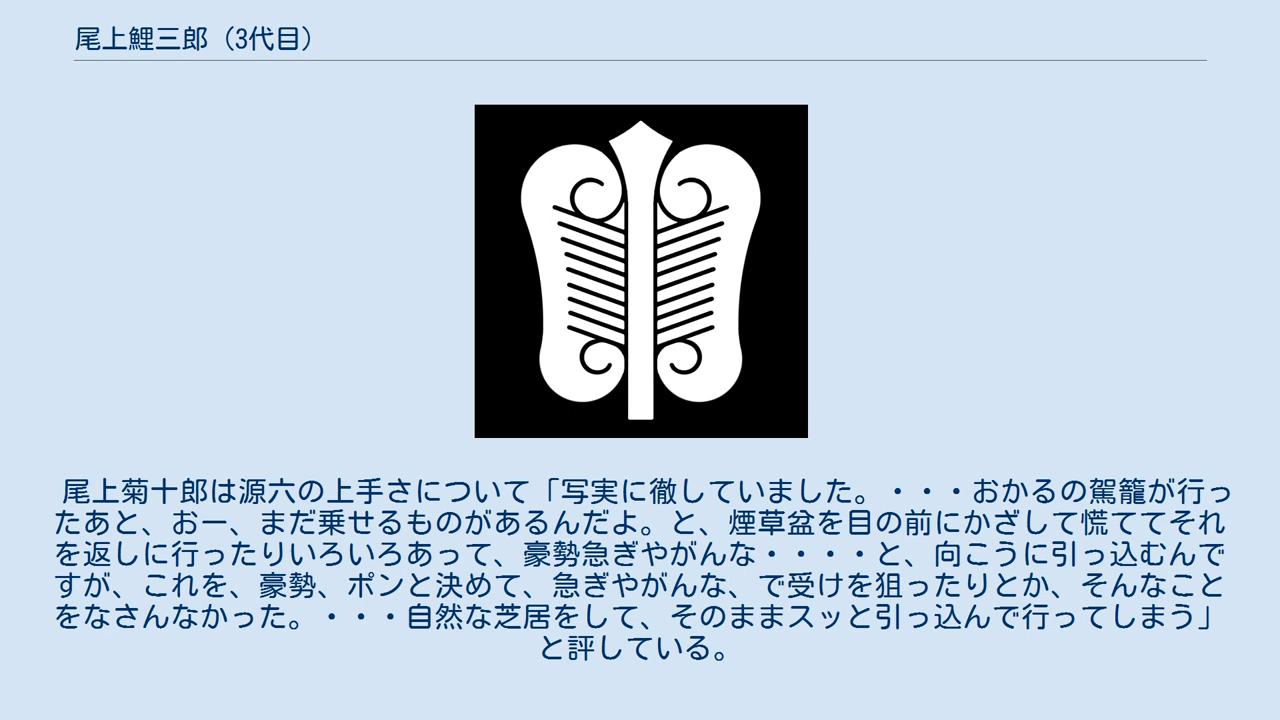 尾上鯉三郎（3代目）
尾上菊十郎は源六の上手さについて「写実に徹していました。・・・おかるの駕籠が行っ
たあと、おー、まだ乗せるものがあるんだよ。と、煙草盆を目の前にかざして慌ててそれ
を返しに行ったりいろいろあって、豪勢急ぎやがんな・・・・と、向こうに引っ込むんで
すが、これを、豪勢、ポンと決めて、急ぎやがんな、で受けを狙ったりとか、そんなこと
をなさんなかった。・・・自然な芝居をして、そのままスッと引っ込んで行ってしまう」
と評している。